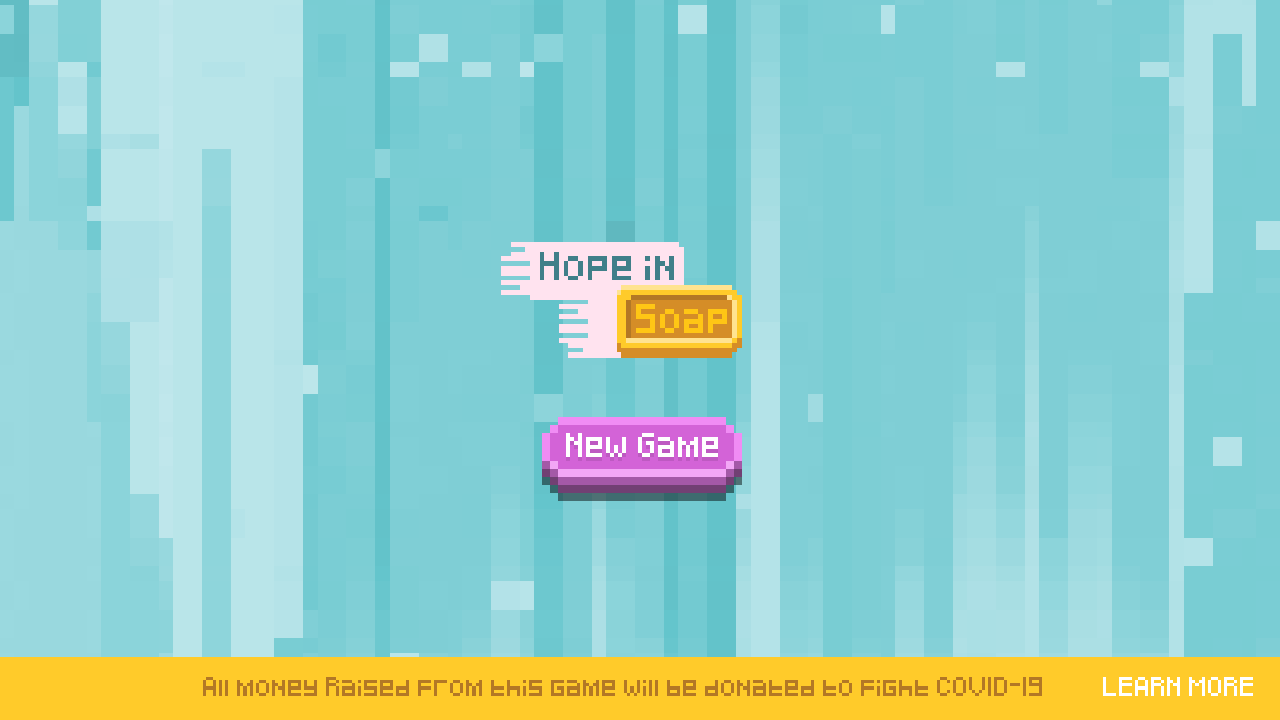 Hope in
Soap
New Game
All money raised from this game will be donated to fight COVID-19
LEARN MORE